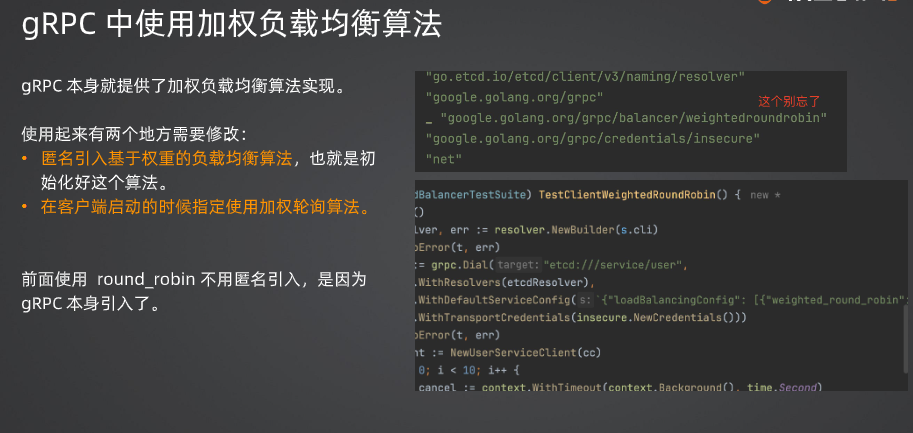 gRPC 中使用加权负载均衡算法
gRPC 本身就提供了加权负载均衡算法实现。
使用起来有两个地方需要修改：
• 匿名引入基于权重的负载均衡算法，也就是初
始化好这个算法。
• 在客户端启动的时候指定使用加权轮询算法。
前面使用 round_robin 不用匿名引入，是因为
gRPC 本身引入了。
"go.etcd.io/etcd/client/v3/naming/resolver"
"google.golang.org/grpc"
这个别忘了
_ "google.golang.org/grpc/balancer/weightedroundrobin"
"google.golang.org/grpc/credentials/insecure"
"net"
dBalancerTestSuite) TestClientWeightedRoundRobin() { new *
()
lver, err := resolver.NewBuilder(s.cli)
oError(t, err)
:= grpc.Dial( target: "etcd:///service/user",
.WithResolvers(etcdResolver),
.WithDefaultServiceConfig( s: `{"loadBalancingConfig": [{"weighted_round_robin":
.WithTransportCredentials(insecure.NewCredentials()))
oError(t, err)
nt := NewUserServiceClient(cc)
0; i < 10; i++ {
cancel := context.WithTimeout(context.Background(), time.Second)